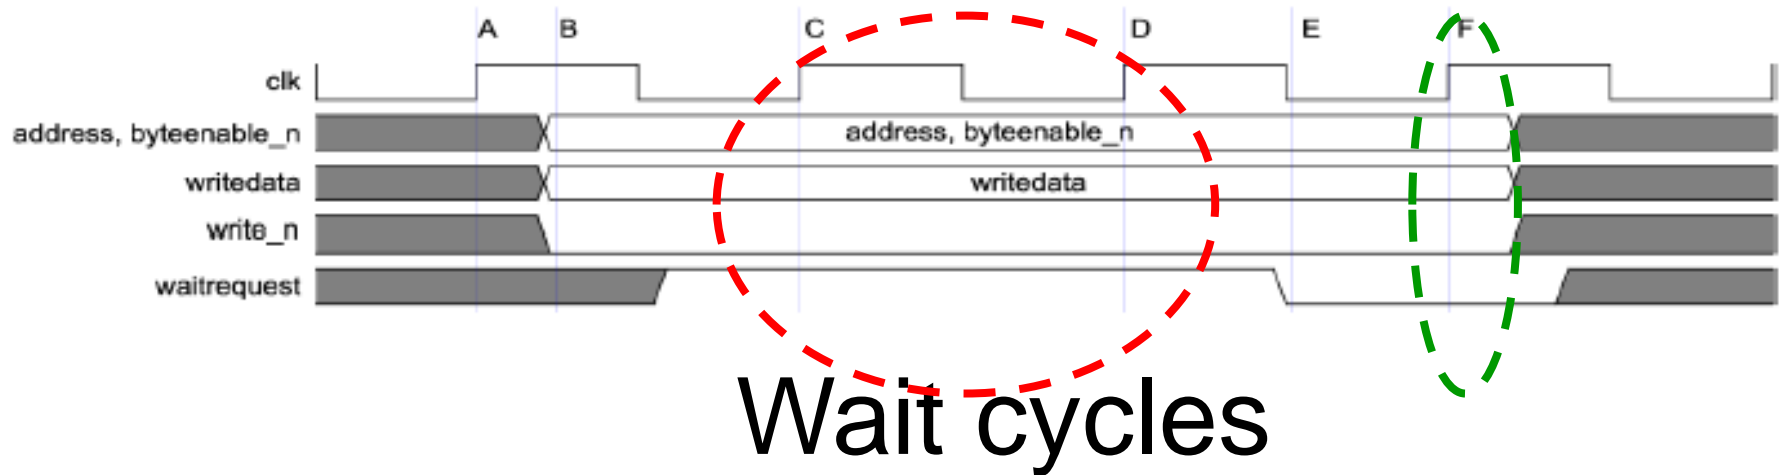 A B C D E F
clk
address, byteenable_n address, byteenable_n
writedata writedata
write_n
waitrequest
Wait cycles